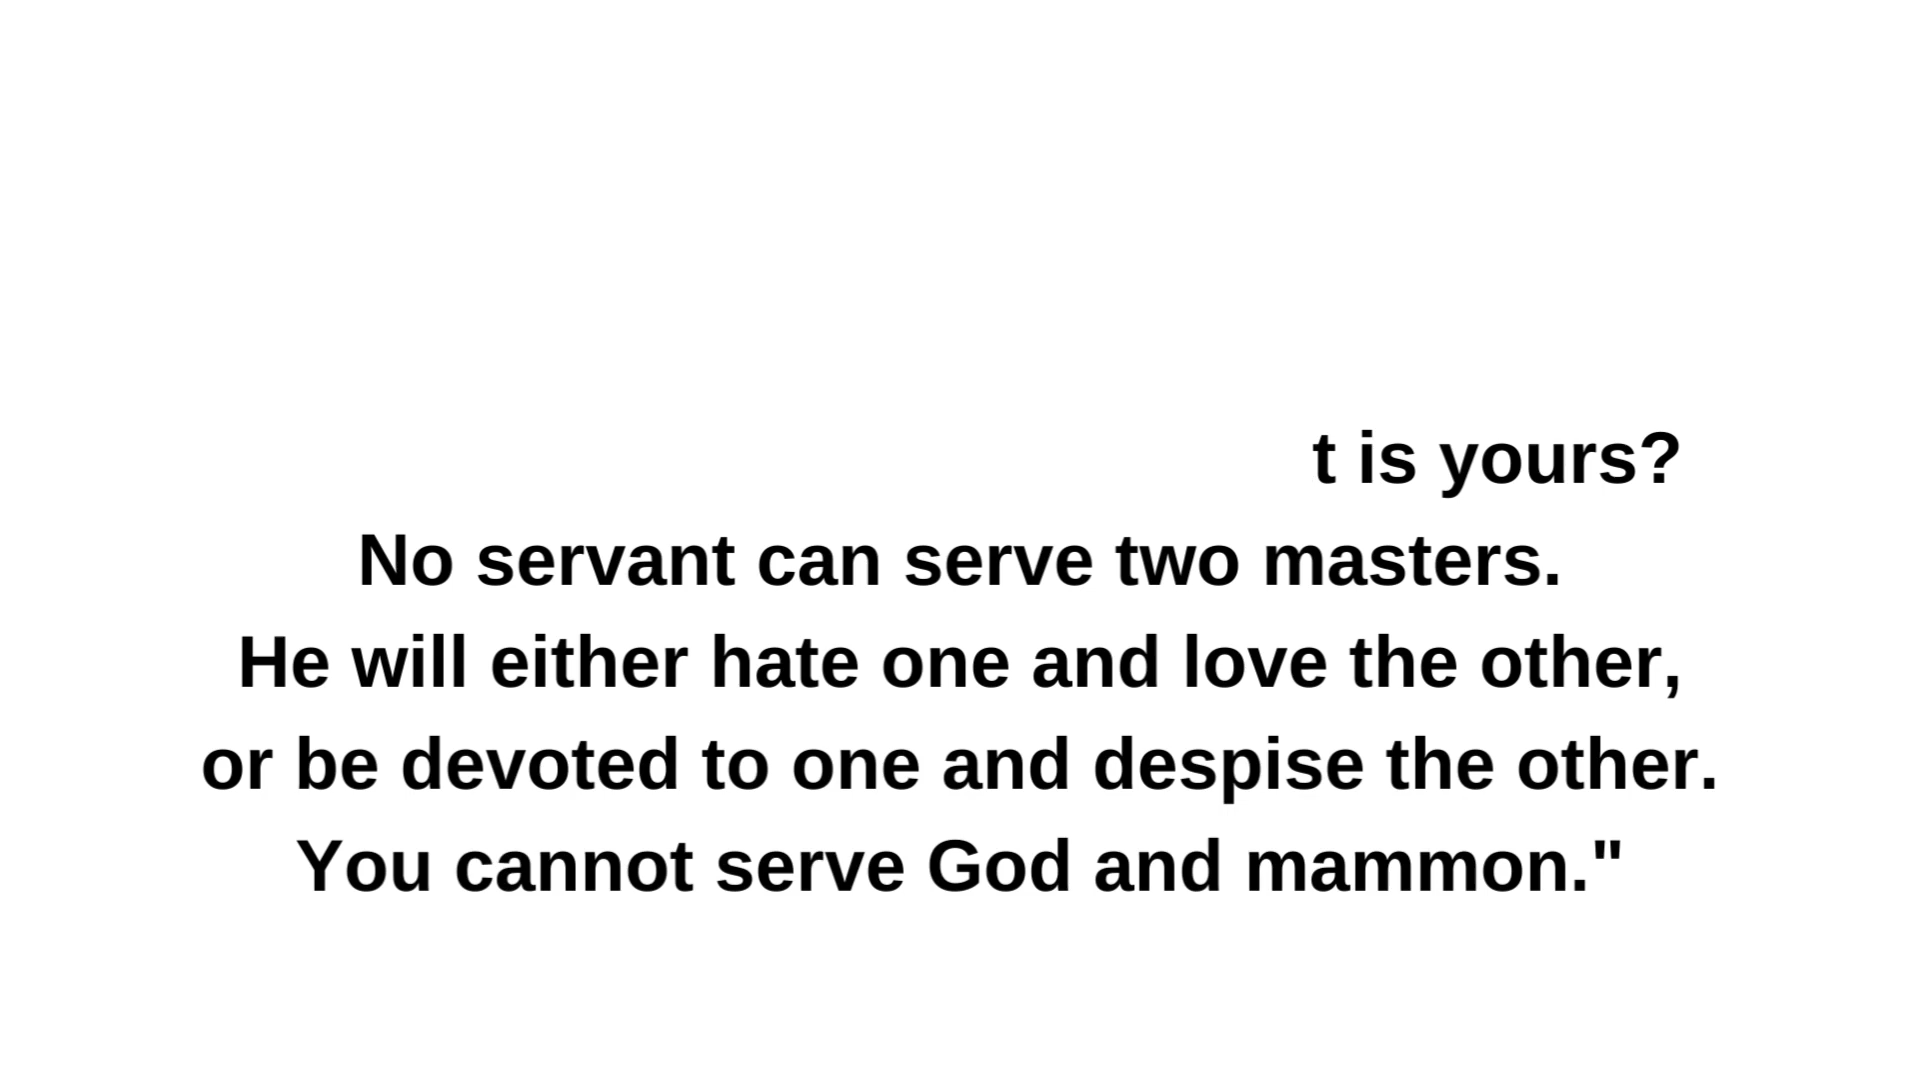 t is yours?
No servant can serve two masters.
He will either hate one and love the other,
or be devoted to one and despise the other.
You cannot serve God and mammon."